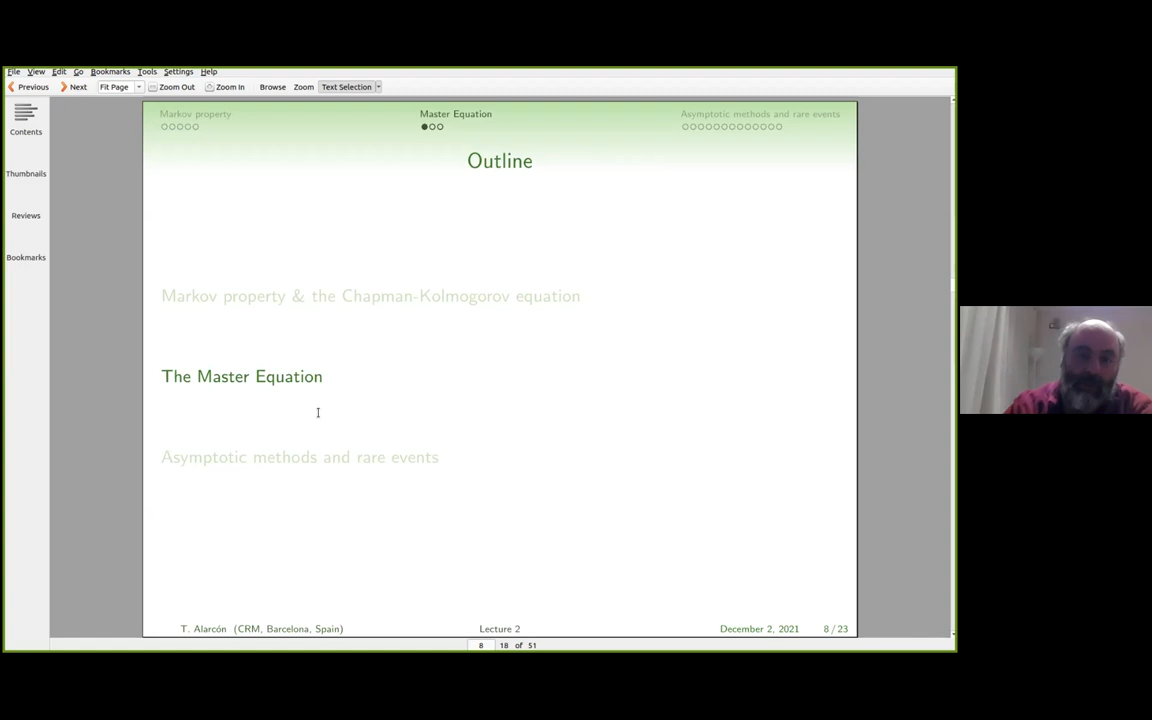 File View Edit Go Bookmarks Tools Settings Help
Previous Next Fit Page Zoom Out Zoom In Browse Zoom Text Selection
Contents
Thumbnails
Reviews
Bookmarks
Markov property Master Equation Asymptotic methods and rare events
Outline
Markov property & the Chapman-Kolmogorov equation
The Master Equation
Asymptotic methods and rare events
T. Alarcón (CRM, Barcelona, Spain) Lecture 2 December 2, 2021 8 / 23
8 18 of 51